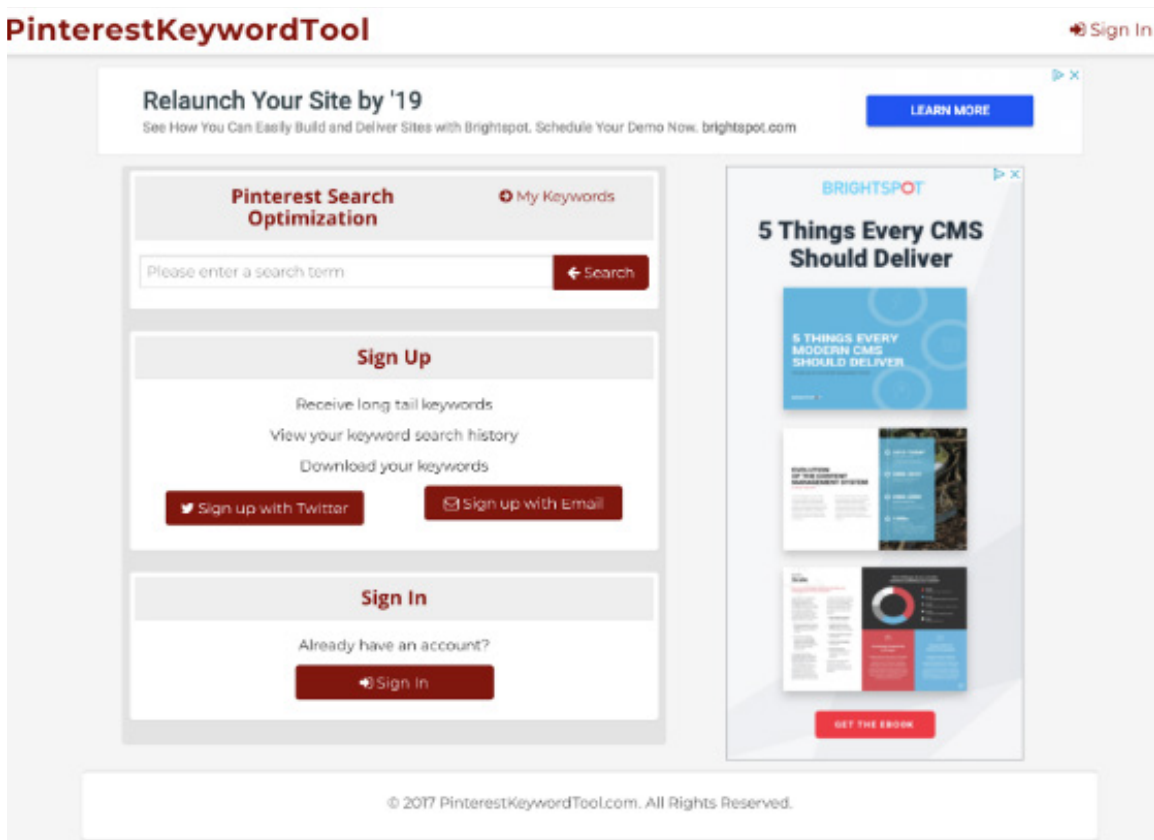 PinterestKeywordTool
Sign In
Relaunch Your Site by '19
See How You Can Easily Build and Deliver Sites with Brightspot. Schedule Your Demo Now. brightspot.com
LEARN MORE
Pinterest Search
Optimization
My Keywords
Please enter a search term
Search
Sign Up
Receive long tail keywords
View your keyword search history
Download your keywords
Sign up with Twitter
Sign up with Email
Sign In
Already have an account?
Sign In
BRIGHTSPOT
5 Things Every CMS
Should Deliver
5 THINGS EVERY
MODERN CMS
SHOULD DELIVER
EVOLUTION
OF THE CONTENT
MANAGEMENT SYSTEM
GET THE EBOOK
© 2017 PinterestKeywordTool.com. All Rights Reserved.